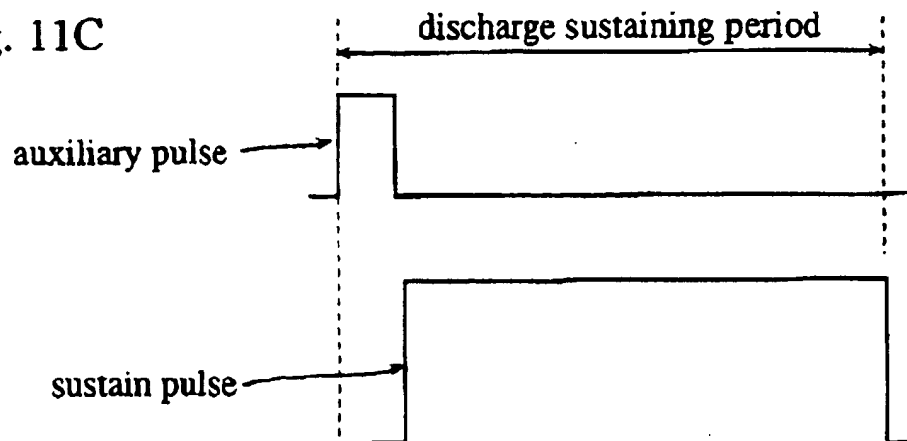 . 11C
discharge sustaining period
auxiliary pulse
sustain pulse